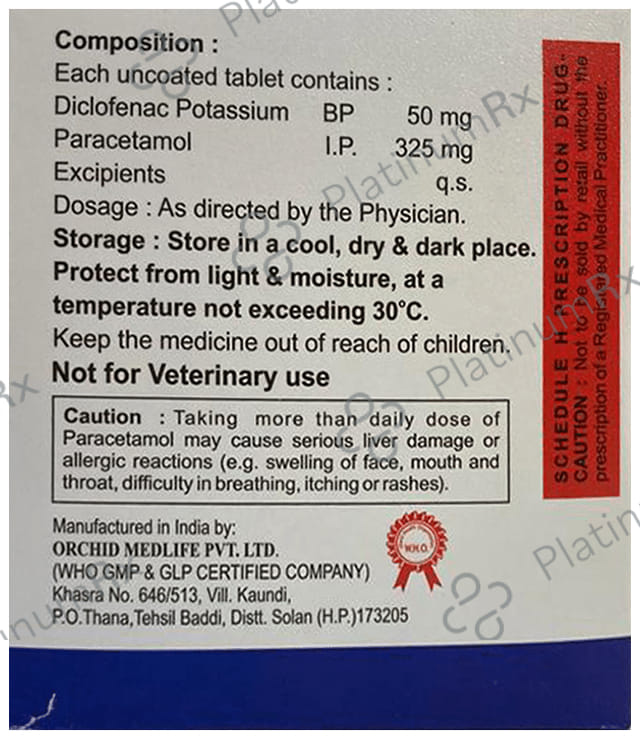 Composition :
Each uncoated tablet contains :
Diclofenac Potassium BP 50 mg
Paracetamol I.P. 325 mg
Excipients q.s.
Dosage : As directed by the Physician.
Storage : Store in a cool, dry & dark place.
Protect from light & moisture, at a
temperature not exceeding 30°C.
Keep the medicine out of reach of children.
Not for Veterinary use
Caution : Taking more than daily dose of
Paracetamol may cause serious liver damage or
allergic reactions (e.g. swelling of face, mouth and
throat, difficulty in breathing, itching or rashes).
Manufactured in India by:
ORCHID MEDLIFE PVT. LTD.
(WHO GMP & GLP CERTIFIED COMPANY)
Khasra No. 646/513, Vill. Kaundi,
P.O.Thana,Tehsil Baddi, Distt. Solan (H.P.)173205
W.H.O.
SCHEDULE H PRESCRIPTION DRUG-
CAUTION : Not to be sold by retail without the
prescription of a Registered Medical Practitioner.
PlatinumRx
PlatinumRx
PlatinumRx